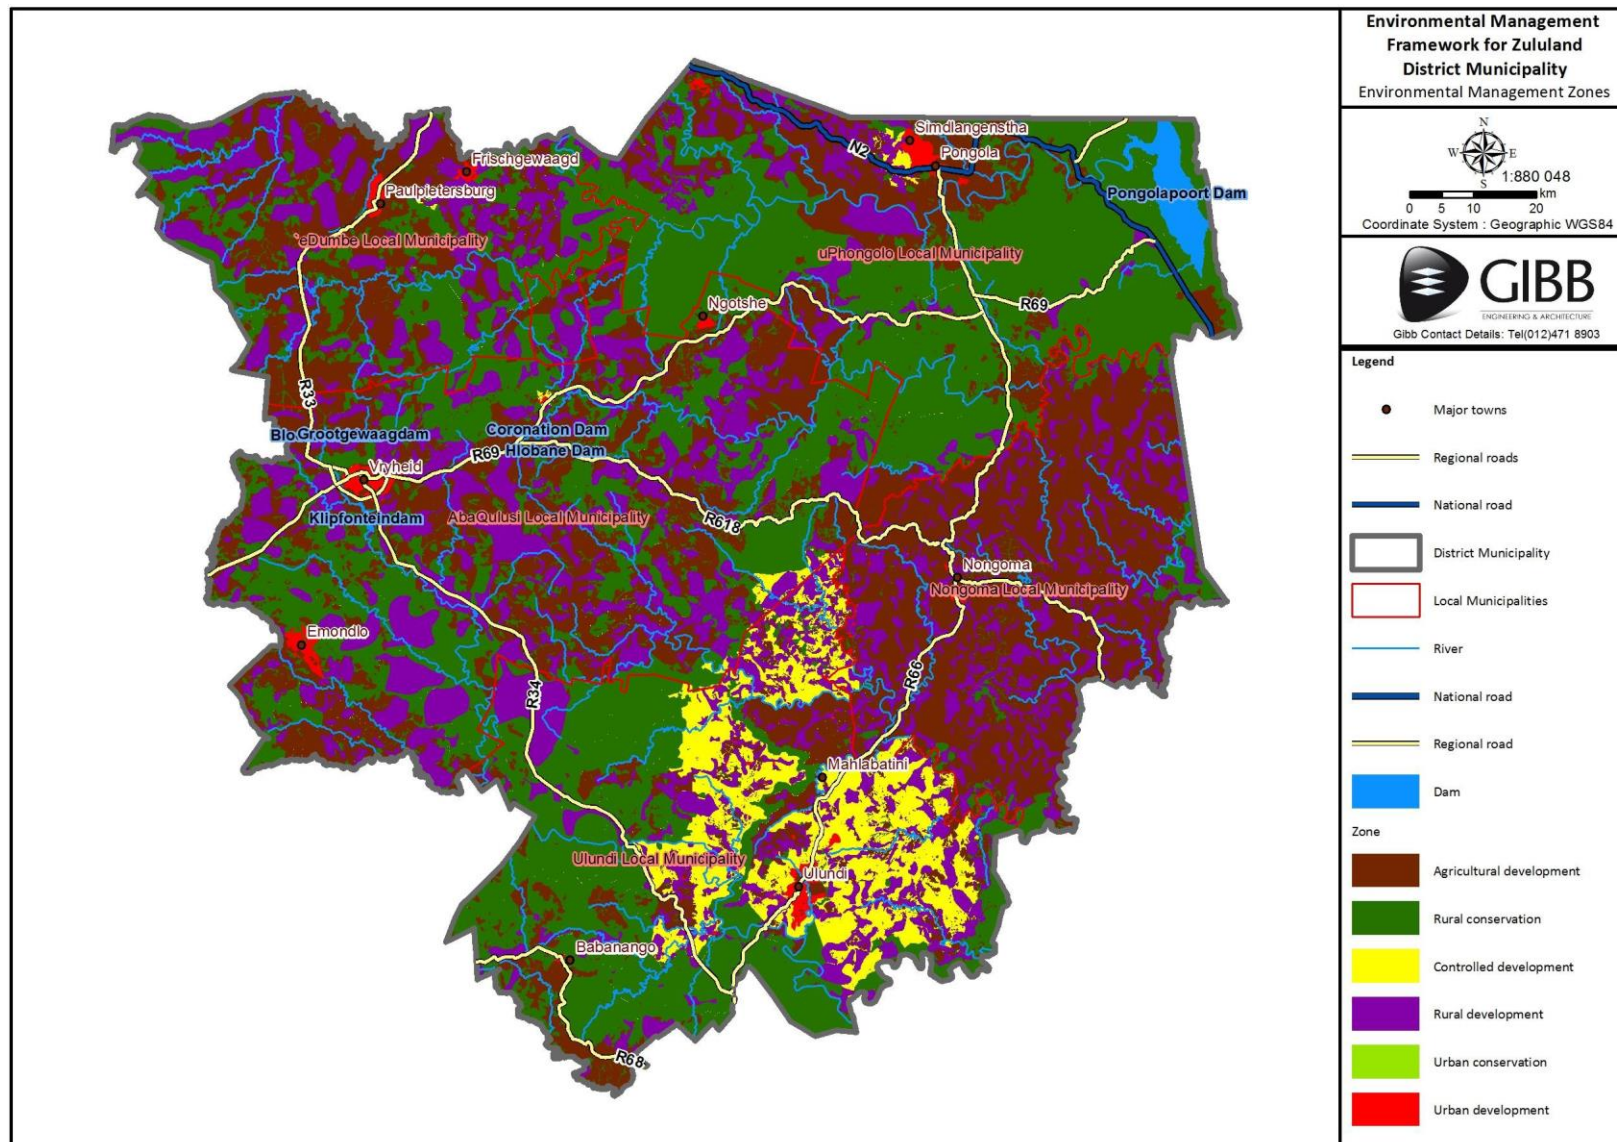 Environmental Management
Framework for Zululand
District Municipality
Environmental Management Zones
N
W E
S
1:880 048
km
0 5 10 20
Coordinate System : Geographic WGS84
GIBB
ENGINEERING & ARCHITECTURE
Gibb Contact Details: Tel(012)471 8903
Legend
Major towns
Regional roads
National road
District Municipality
Local Municipalities
River
National road
Regional road
Dam
Zone
Agricultural development
Rural conservation
Controlled development
Rural development
Urban conservation
Urban development
Simdlangenstha
N2
Pongola
Frischgewaagd
Paulpietersburg
Pongolapoort Dam
`eDumbe Local Municipality
uPhongolo Local Municipality
Ngotshe
R69
R33
Coronation Dam
Blo
Grootgewaagdam
Hlobane Dam
R69
Vryheid
Klipfonteindam
AbaQulusi Local Municipality
R618
Nongoma
Nongoma Local Municipality
Emondlo
R66
R34
Mahlabatini
Ulundi Local Municipality
Ulundi
Babanango
R68